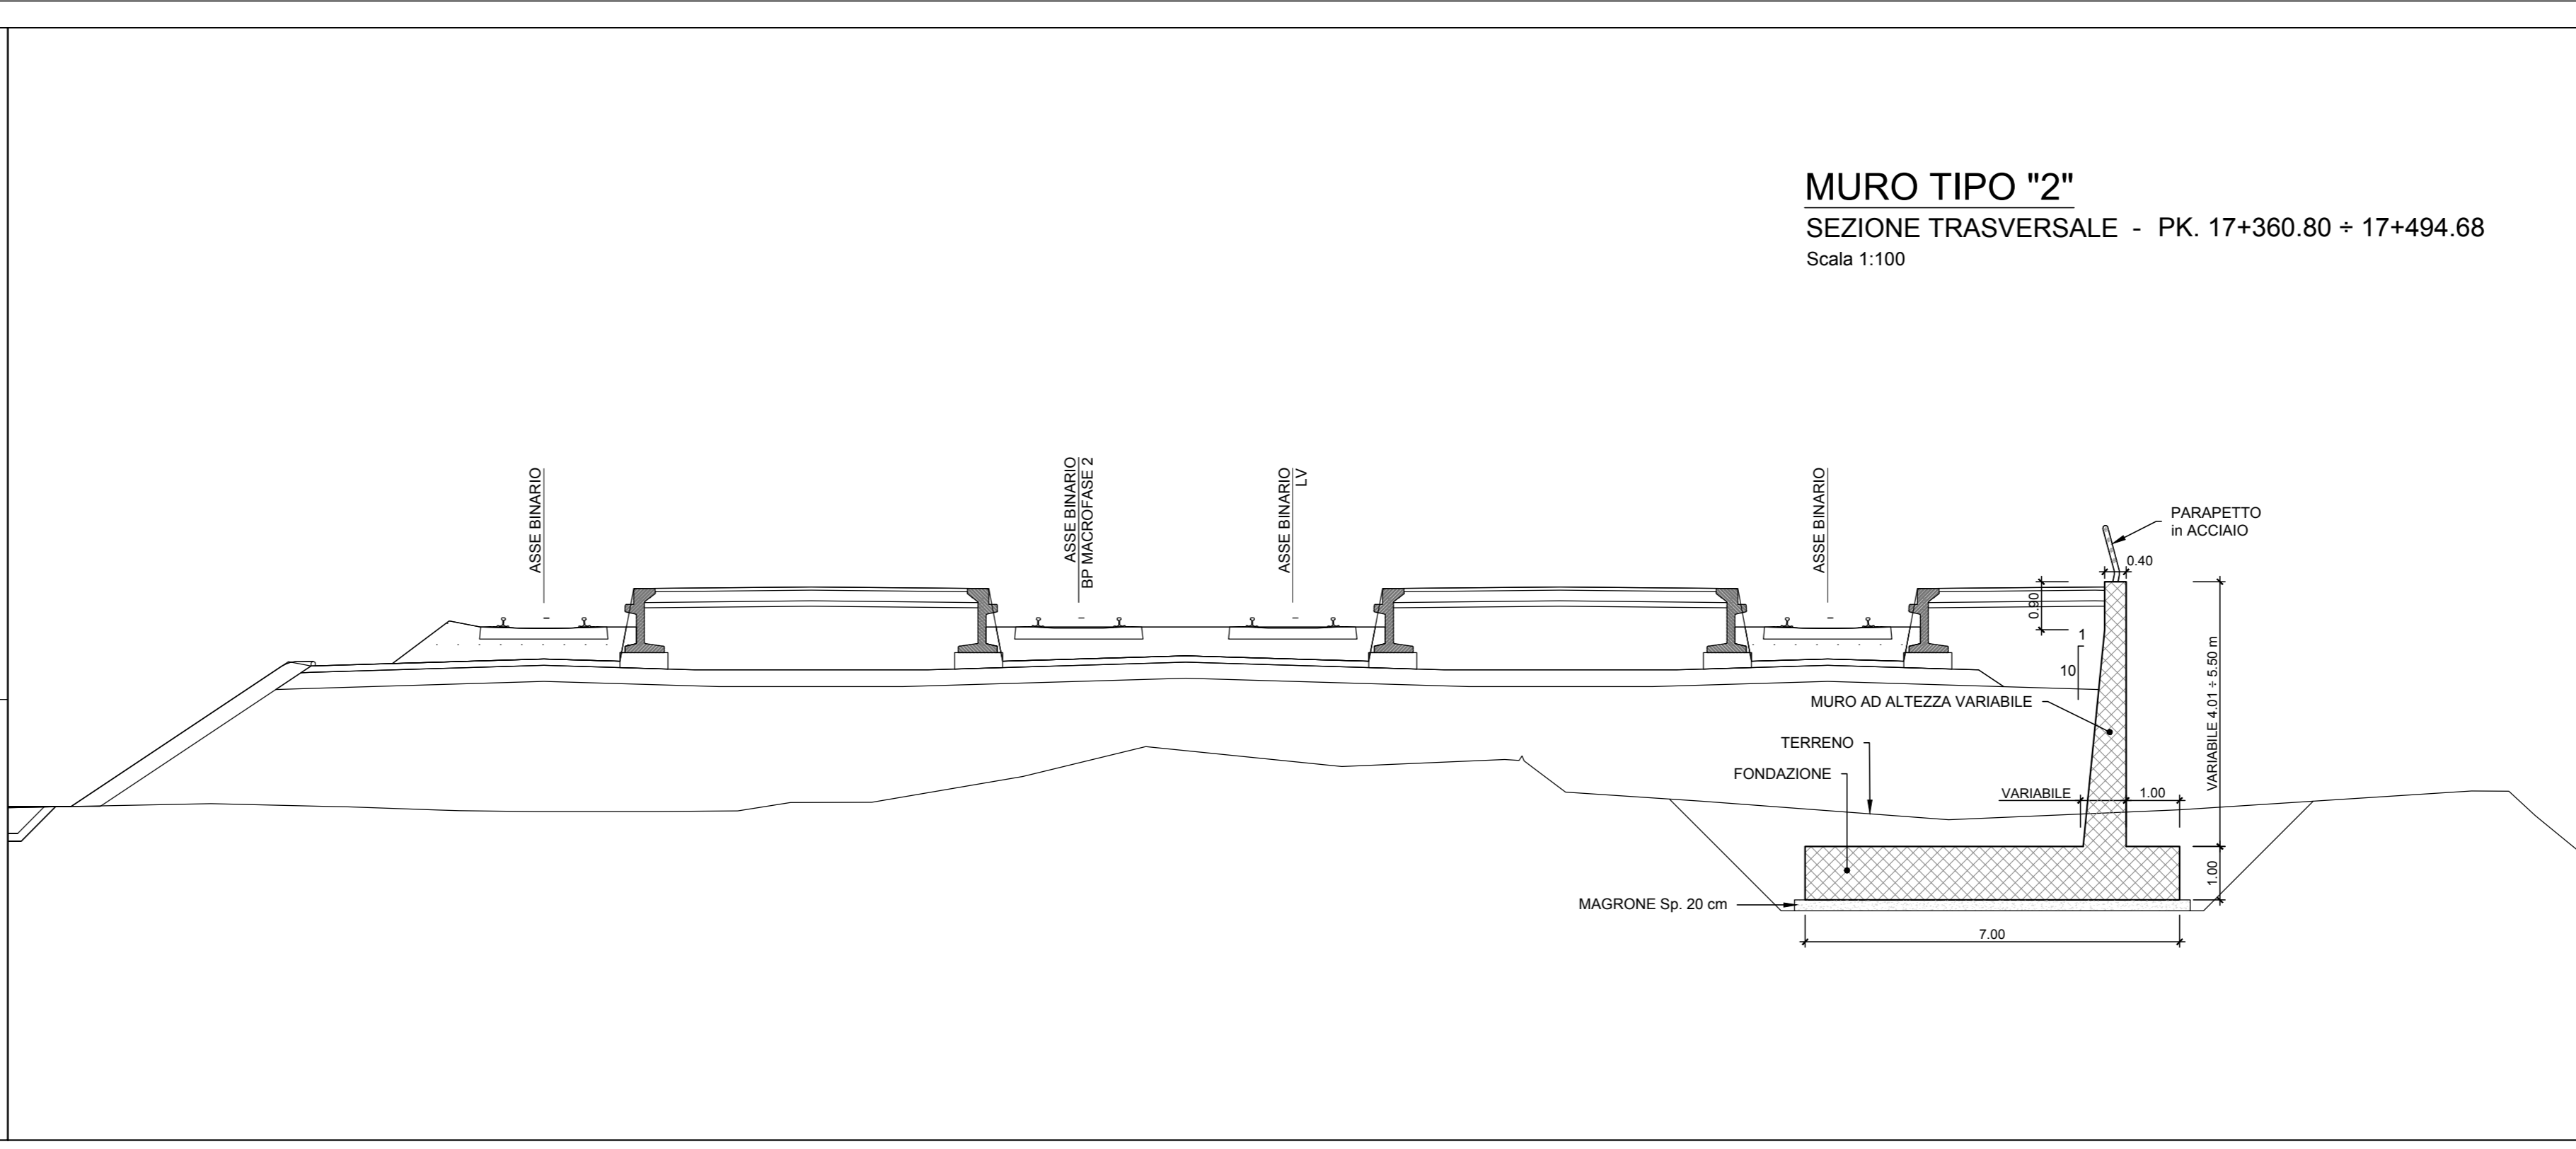 MURO TIPO "2"
SEZIONE TRASVERSALE - PK. 17+360.80 ÷ 17+494.68
Scala 1:100
ASSE BINARIO
ASSE BINARIO
BP MACROFASE 2
ASSE BINARIO
LV
ASSE BINARIO
PARAPETTO
in ACCIAIO
0.40
0.90
1
10
VARIABILE 4.01 ÷ 5.50 m
MURO AD ALTEZZA VARIABILE
TERRENO
FONDAZIONE
VARIABILE
1.00
1.00
MAGRONE Sp. 20 cm
7.00